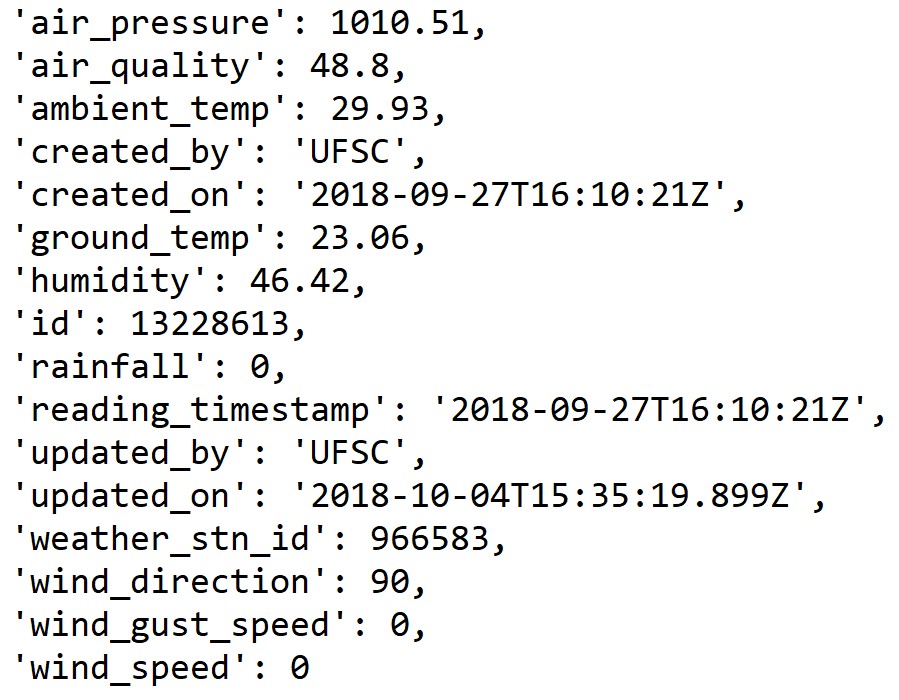 'air_pressure': 1010.51,
'air_quality': 48.8,
'ambient_temp': 29.93,
'created_by': 'UFSC',
'created_on': '2018-09-27T16:10:21Z',
'ground_temp': 23.06,
'humidity': 46.42,
'id': 13228613,
'rainfall': 0,
'reading_timestamp': '2018-09-27T16:10:21Z',
'updated_by': 'UFSC',
'updated_on': '2018-10-04T15:35:19.899Z',
'weather_stn_id': 966583,
'wind_direction': 90,
'wind_gust_speed': 0,
'wind_speed': 0